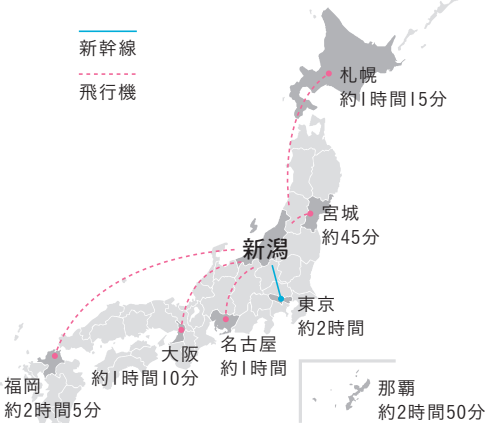 新幹線
飛行機
札幌
約1時間15分
宮城
約45分
新潟
東京
約2時間
名古屋
約1時間
大阪
約1時間10分
福岡
約2時間5分
那覇
約2時間50分